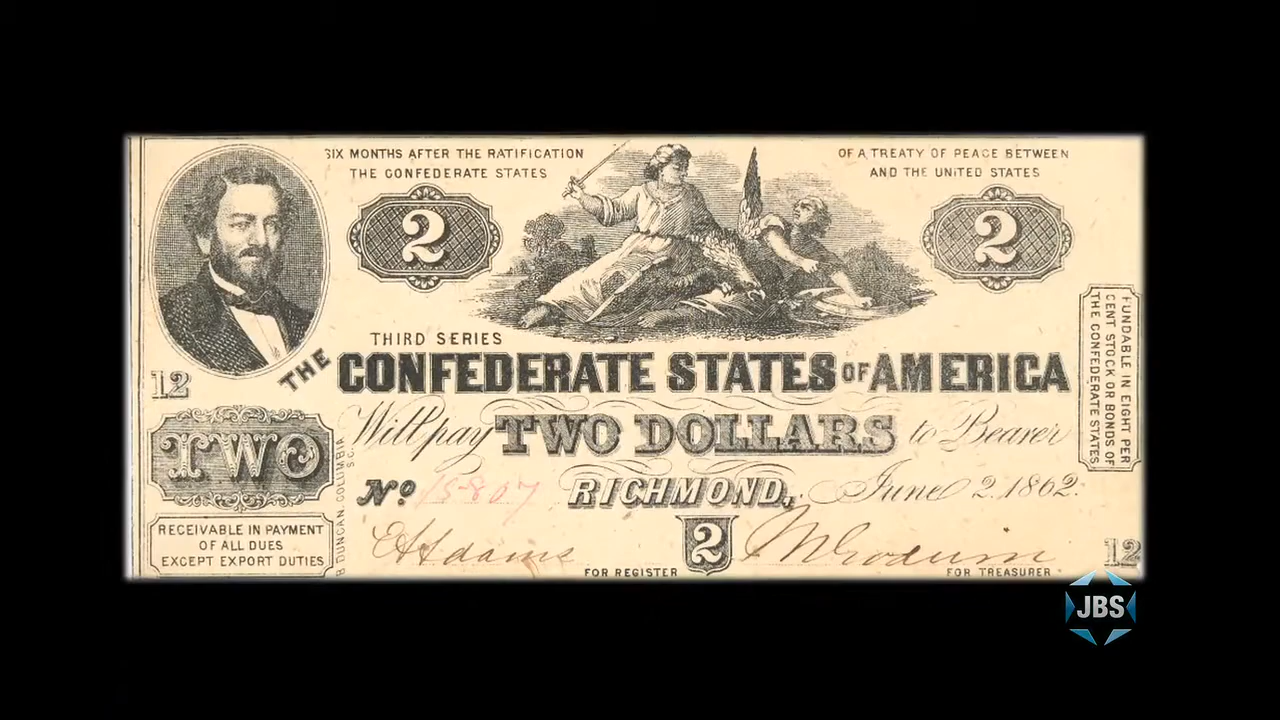 SIX MONTHS AFTER THE RATIFICATION
OF A TREATY OF PEACE BETWEEN
THE CONFEDERATE STATES
AND THE UNITED STATES
2
2
THIRD SERIES
THE CONFEDERATE STATES OF AMERICA
12
Will pay TWO DOLLARS to Bearer
TWO
No 15807 RICHMOND, June 2, 1862.
RECEIVABLE IN PAYMENT
OF ALL DUES
EXCEPT EXPORT DUTIES
B DUNCAN, COLUMBIA
S.C.
2
FOR REGISTER
FOR TREASURER
12
FUNDABLE IN EIGHT PER
CENT STOCK OR BONDS OF
THE CONFEDERATE STATES
JBS